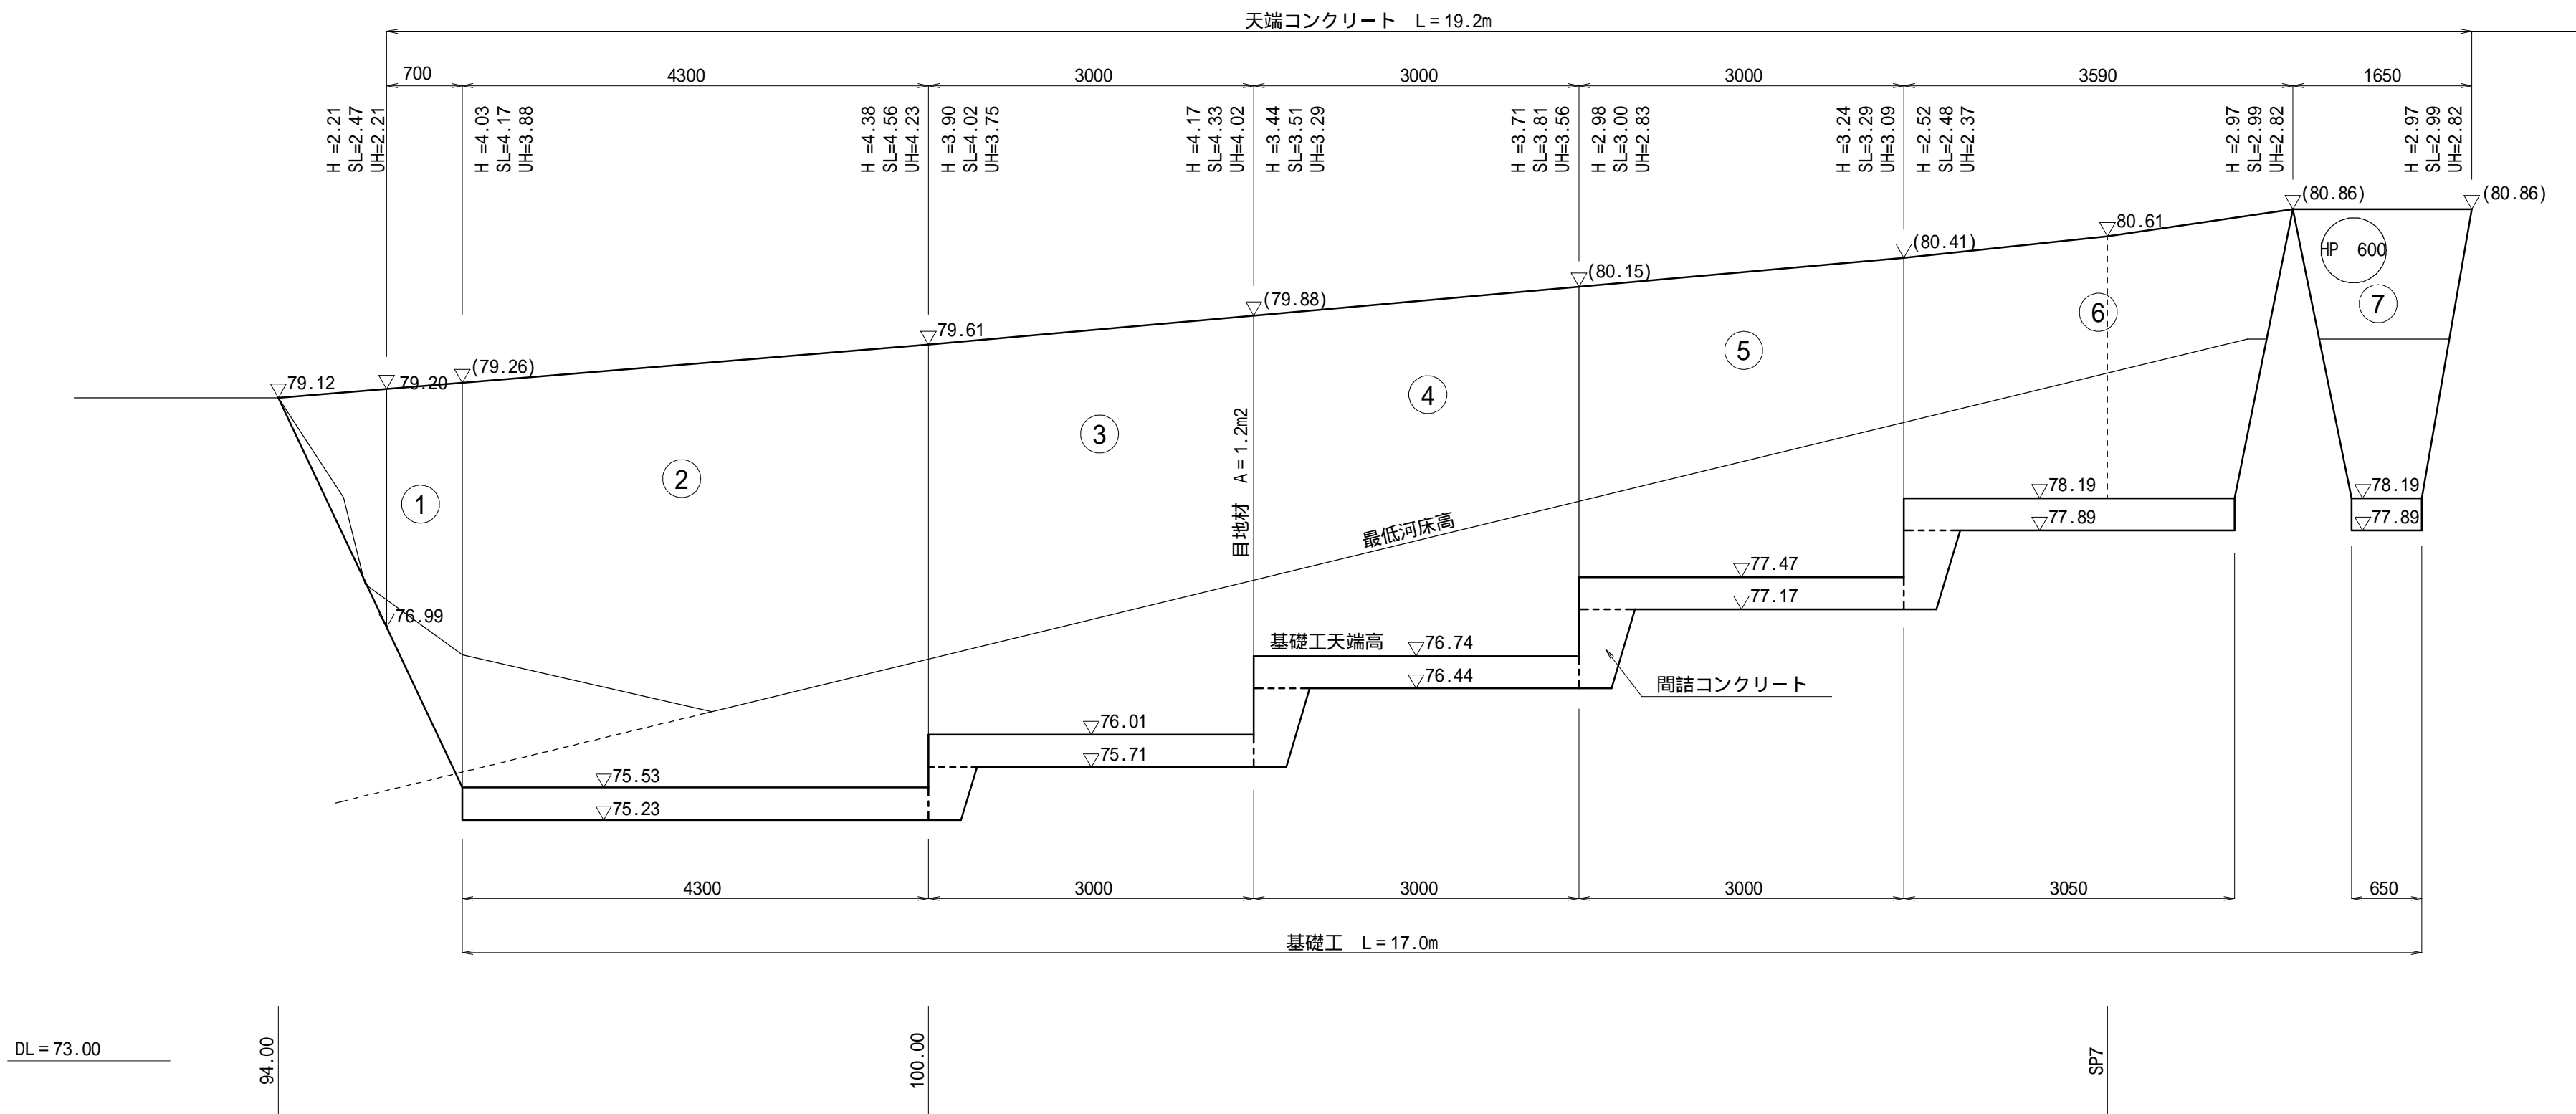 天端コンクリート　L=19.2m
700
4300
3000
3000
3000
3590
1650
H =2.21
SL=2.47
UH=2.21
H =4.03
SL=4.17
UH=3.88
H =4.38
SL=4.56
UH=4.23
H =3.90
SL=4.02
UH=3.75
H =4.17
SL=4.33
UH=4.02
H =3.44
SL=3.51
UH=3.29
H =3.71
SL=3.81
UH=3.56
H =2.98
SL=3.00
UH=2.83
H =3.24
SL=3.29
UH=3.09
H =2.52
SL=2.48
UH=2.37
H =2.97
SL=2.99
UH=2.82
H =2.97
SL=2.99
UH=2.82
▽(80.86)
▽(80.86)
▽80.61
▽(80.41)
HP　600
▽(80.15)
▽(79.88)
⑦
⑥
▽79.61
⑤
▽(79.26)
▽79.20
▽79.12
④
③
②
①
目地材　A=1.2m2
最低河床高
▽78.19
▽78.19
▽77.89
▽77.89
▽77.47
▽77.17
▽76.99
基礎工天端高
▽76.74
▽76.44
間詰コンクリート
▽76.01
▽75.71
▽75.53
▽75.23
4300
3000
3000
3000
3050
650
基礎工　L=17.0m
DL=73.00
94.00
100.00
SP7